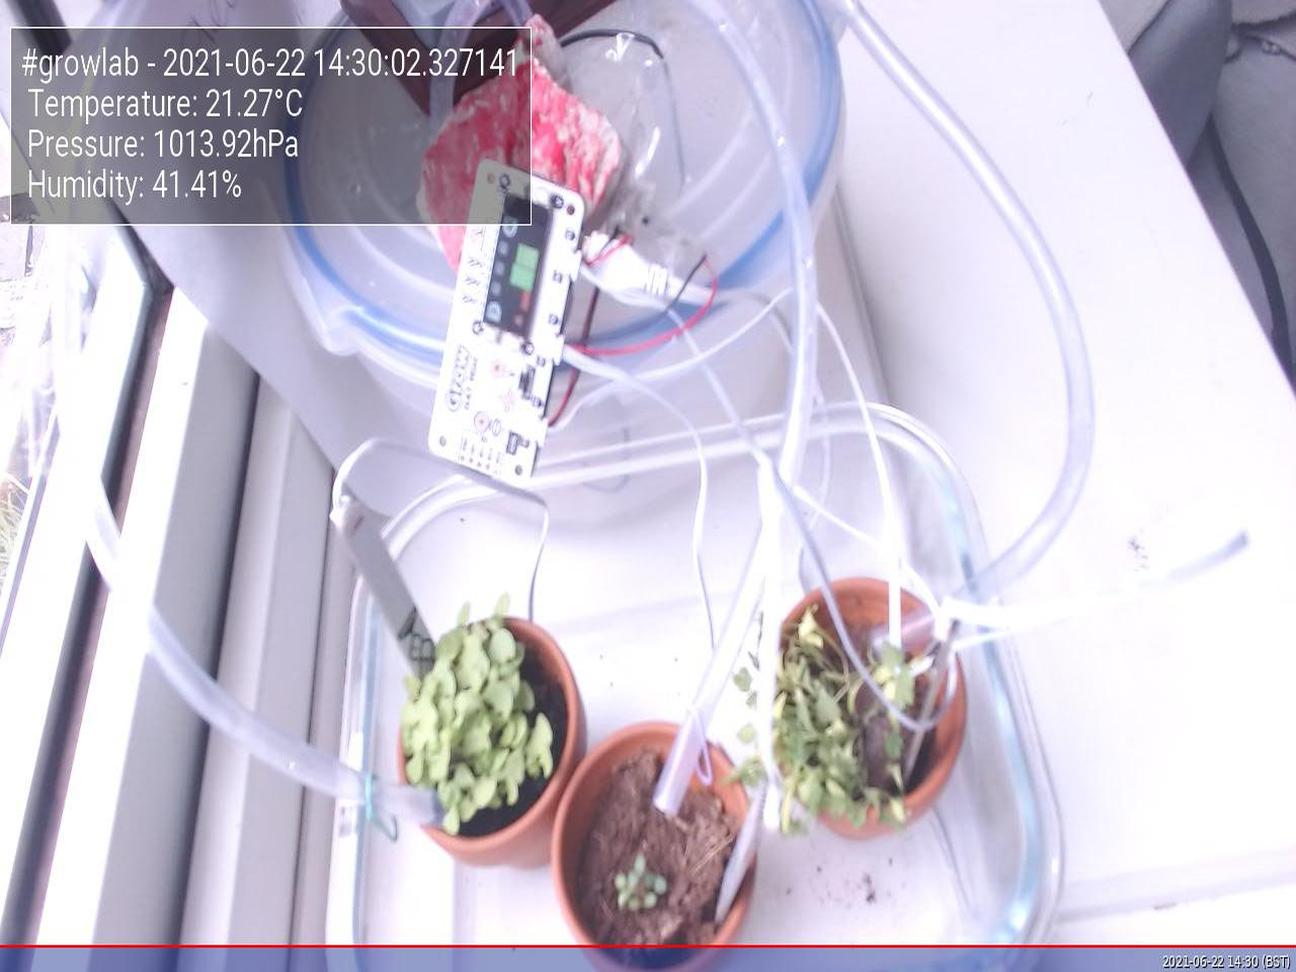 #growlab - 2021-06-22 14:30:02.327141
Temperature: 21.27°C
Pressure: 1013.92hPa
Humidity: 41.41%
GROW
2021-06-22 14:30 (BST)